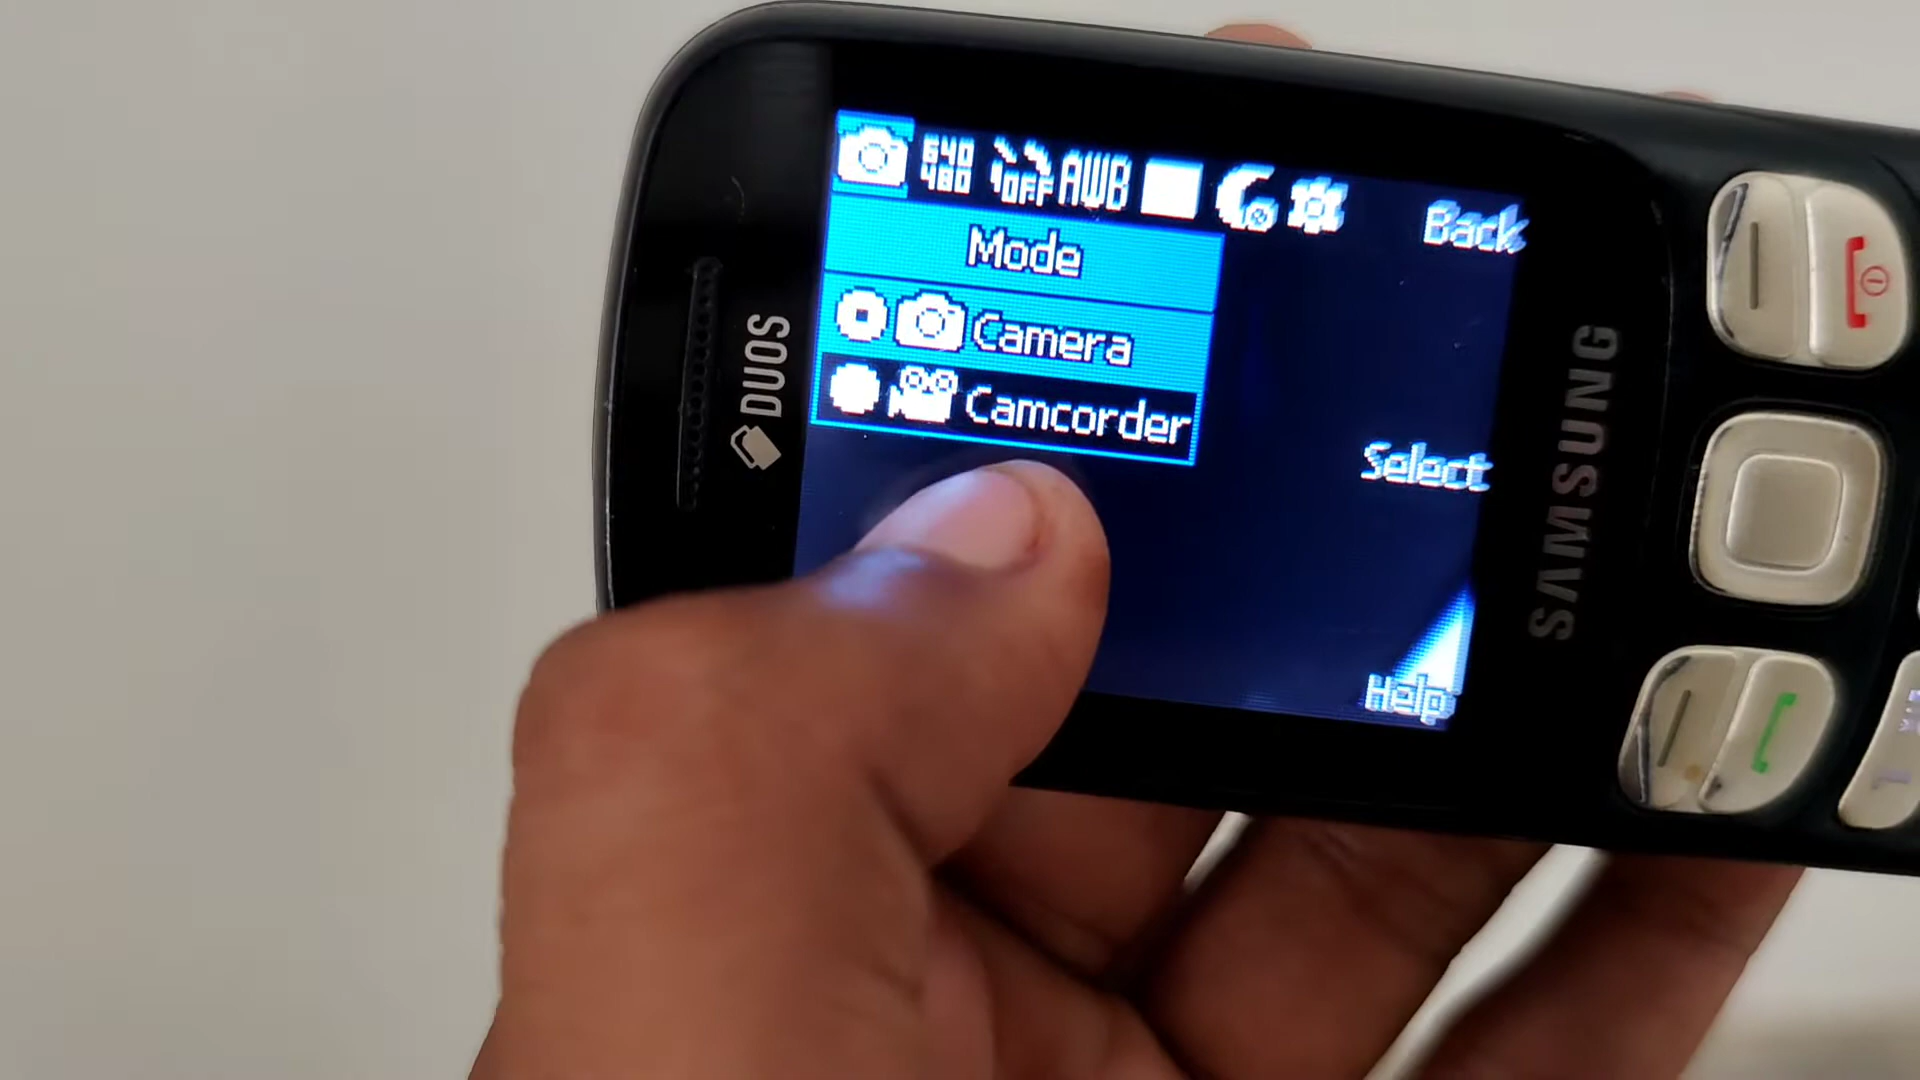 640
480
OFF
AWB
Back
Mode
Camera
Camcorder
Select
Help
DUOS
SAMSUNG